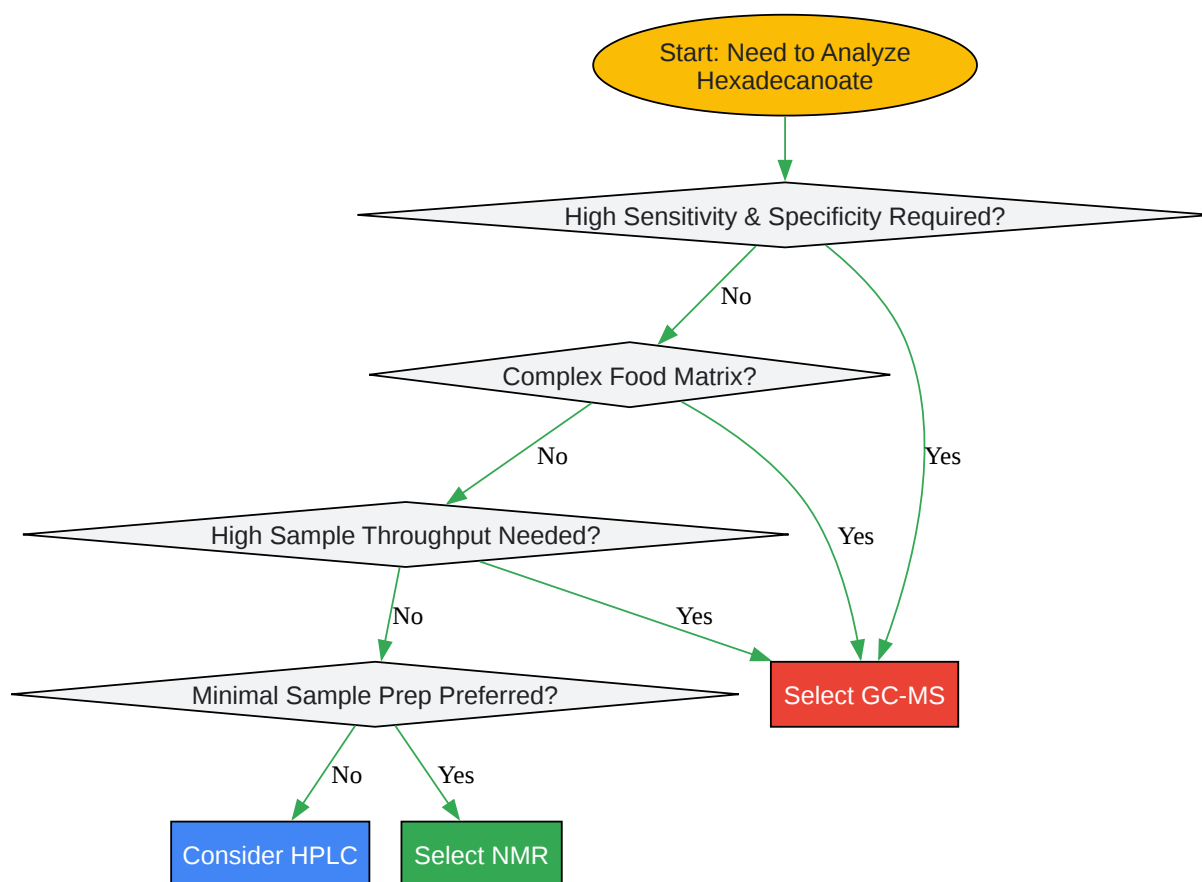 Start: Need to Analyze
Hexadecanoate
High Sensitivity & Specificity Required?
No
Yes
Complex Food Matrix?
No
Yes
High Sample Throughput Needed?
No
Yes
Minimal Sample Prep Preferred?
Select GC-MS
No
Yes
Consider HPLC
Select NMR